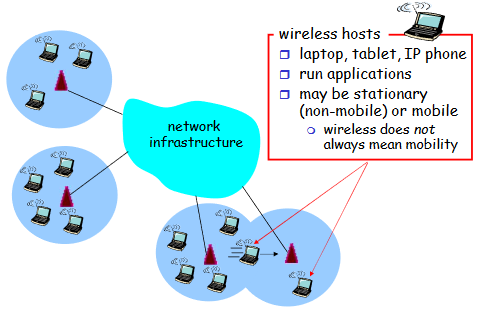 wireless hosts
laptop, tablet, IP phone
run applications
may be stationary
(non-mobile) or mobile
wireless does not
always mean mobility
network
infrastructure